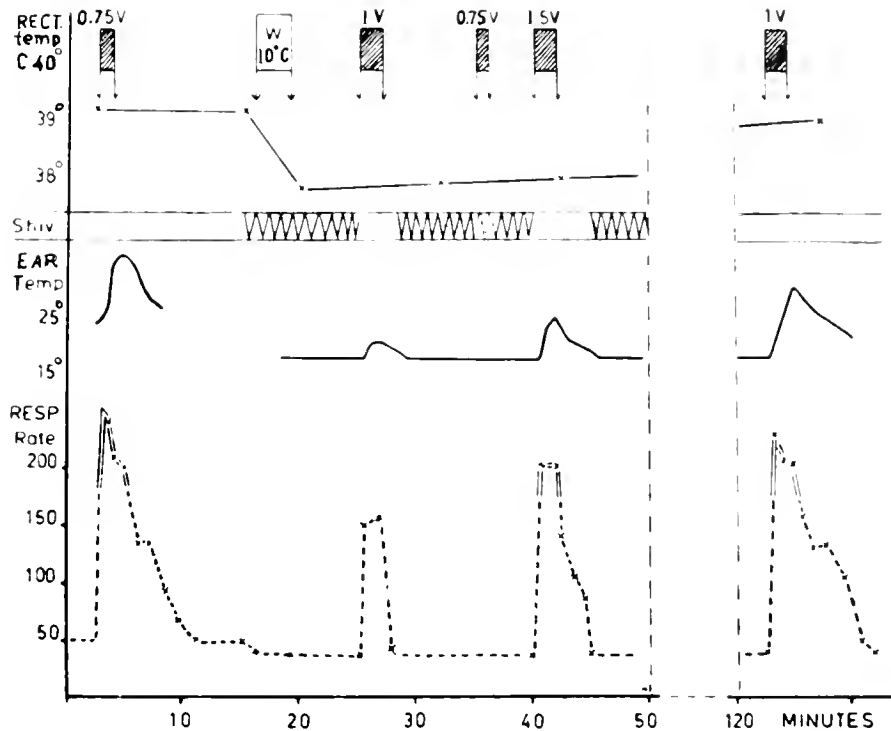 RECT. 0.75V W 1V 0.75V 1.5V 1V
temp 10°C
C 40°
39°
38°
Shiv.
EAR
Temp
25°
15°
RESP
Rate
200
150
100
50
10 20 30 40 50 120 MINUTES